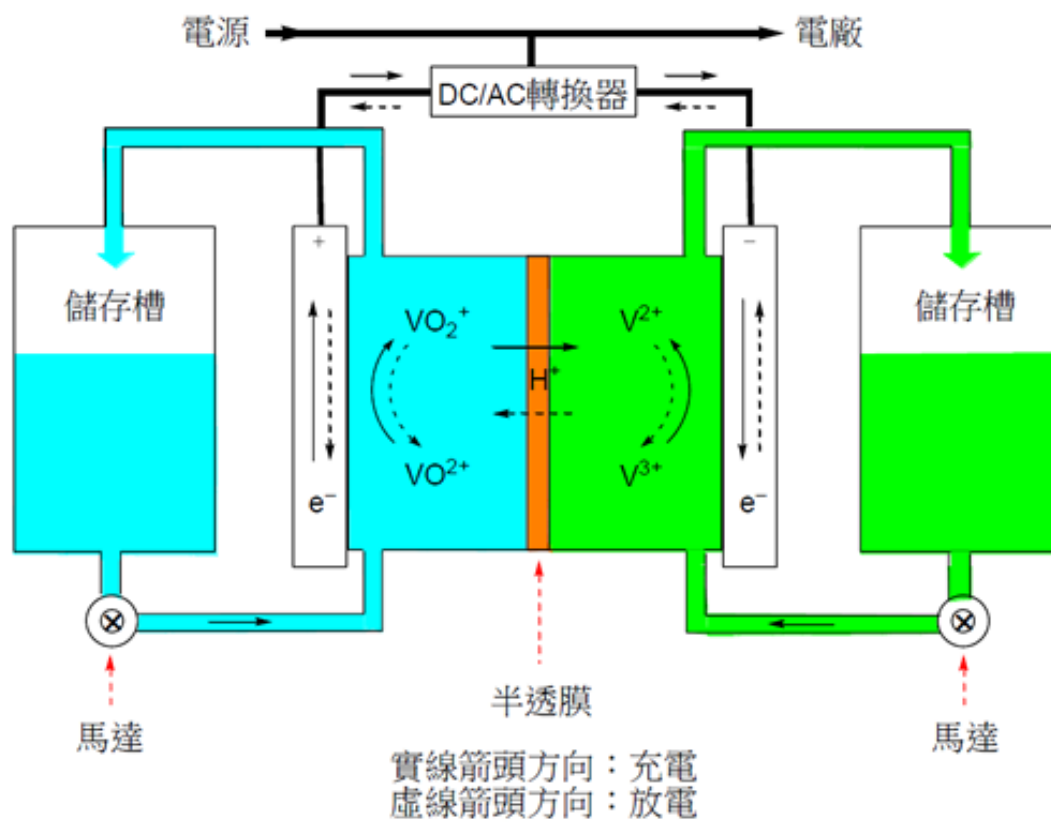 電源
電廠
DC/AC轉換器
+
−
儲存槽
儲存槽
VO₂⁺
V²⁺
H⁺
VO²⁺
V³⁺
e⁻
e⁻
半透膜
馬達
馬達
實線箭頭方向：充電
虛線箭頭方向：放電